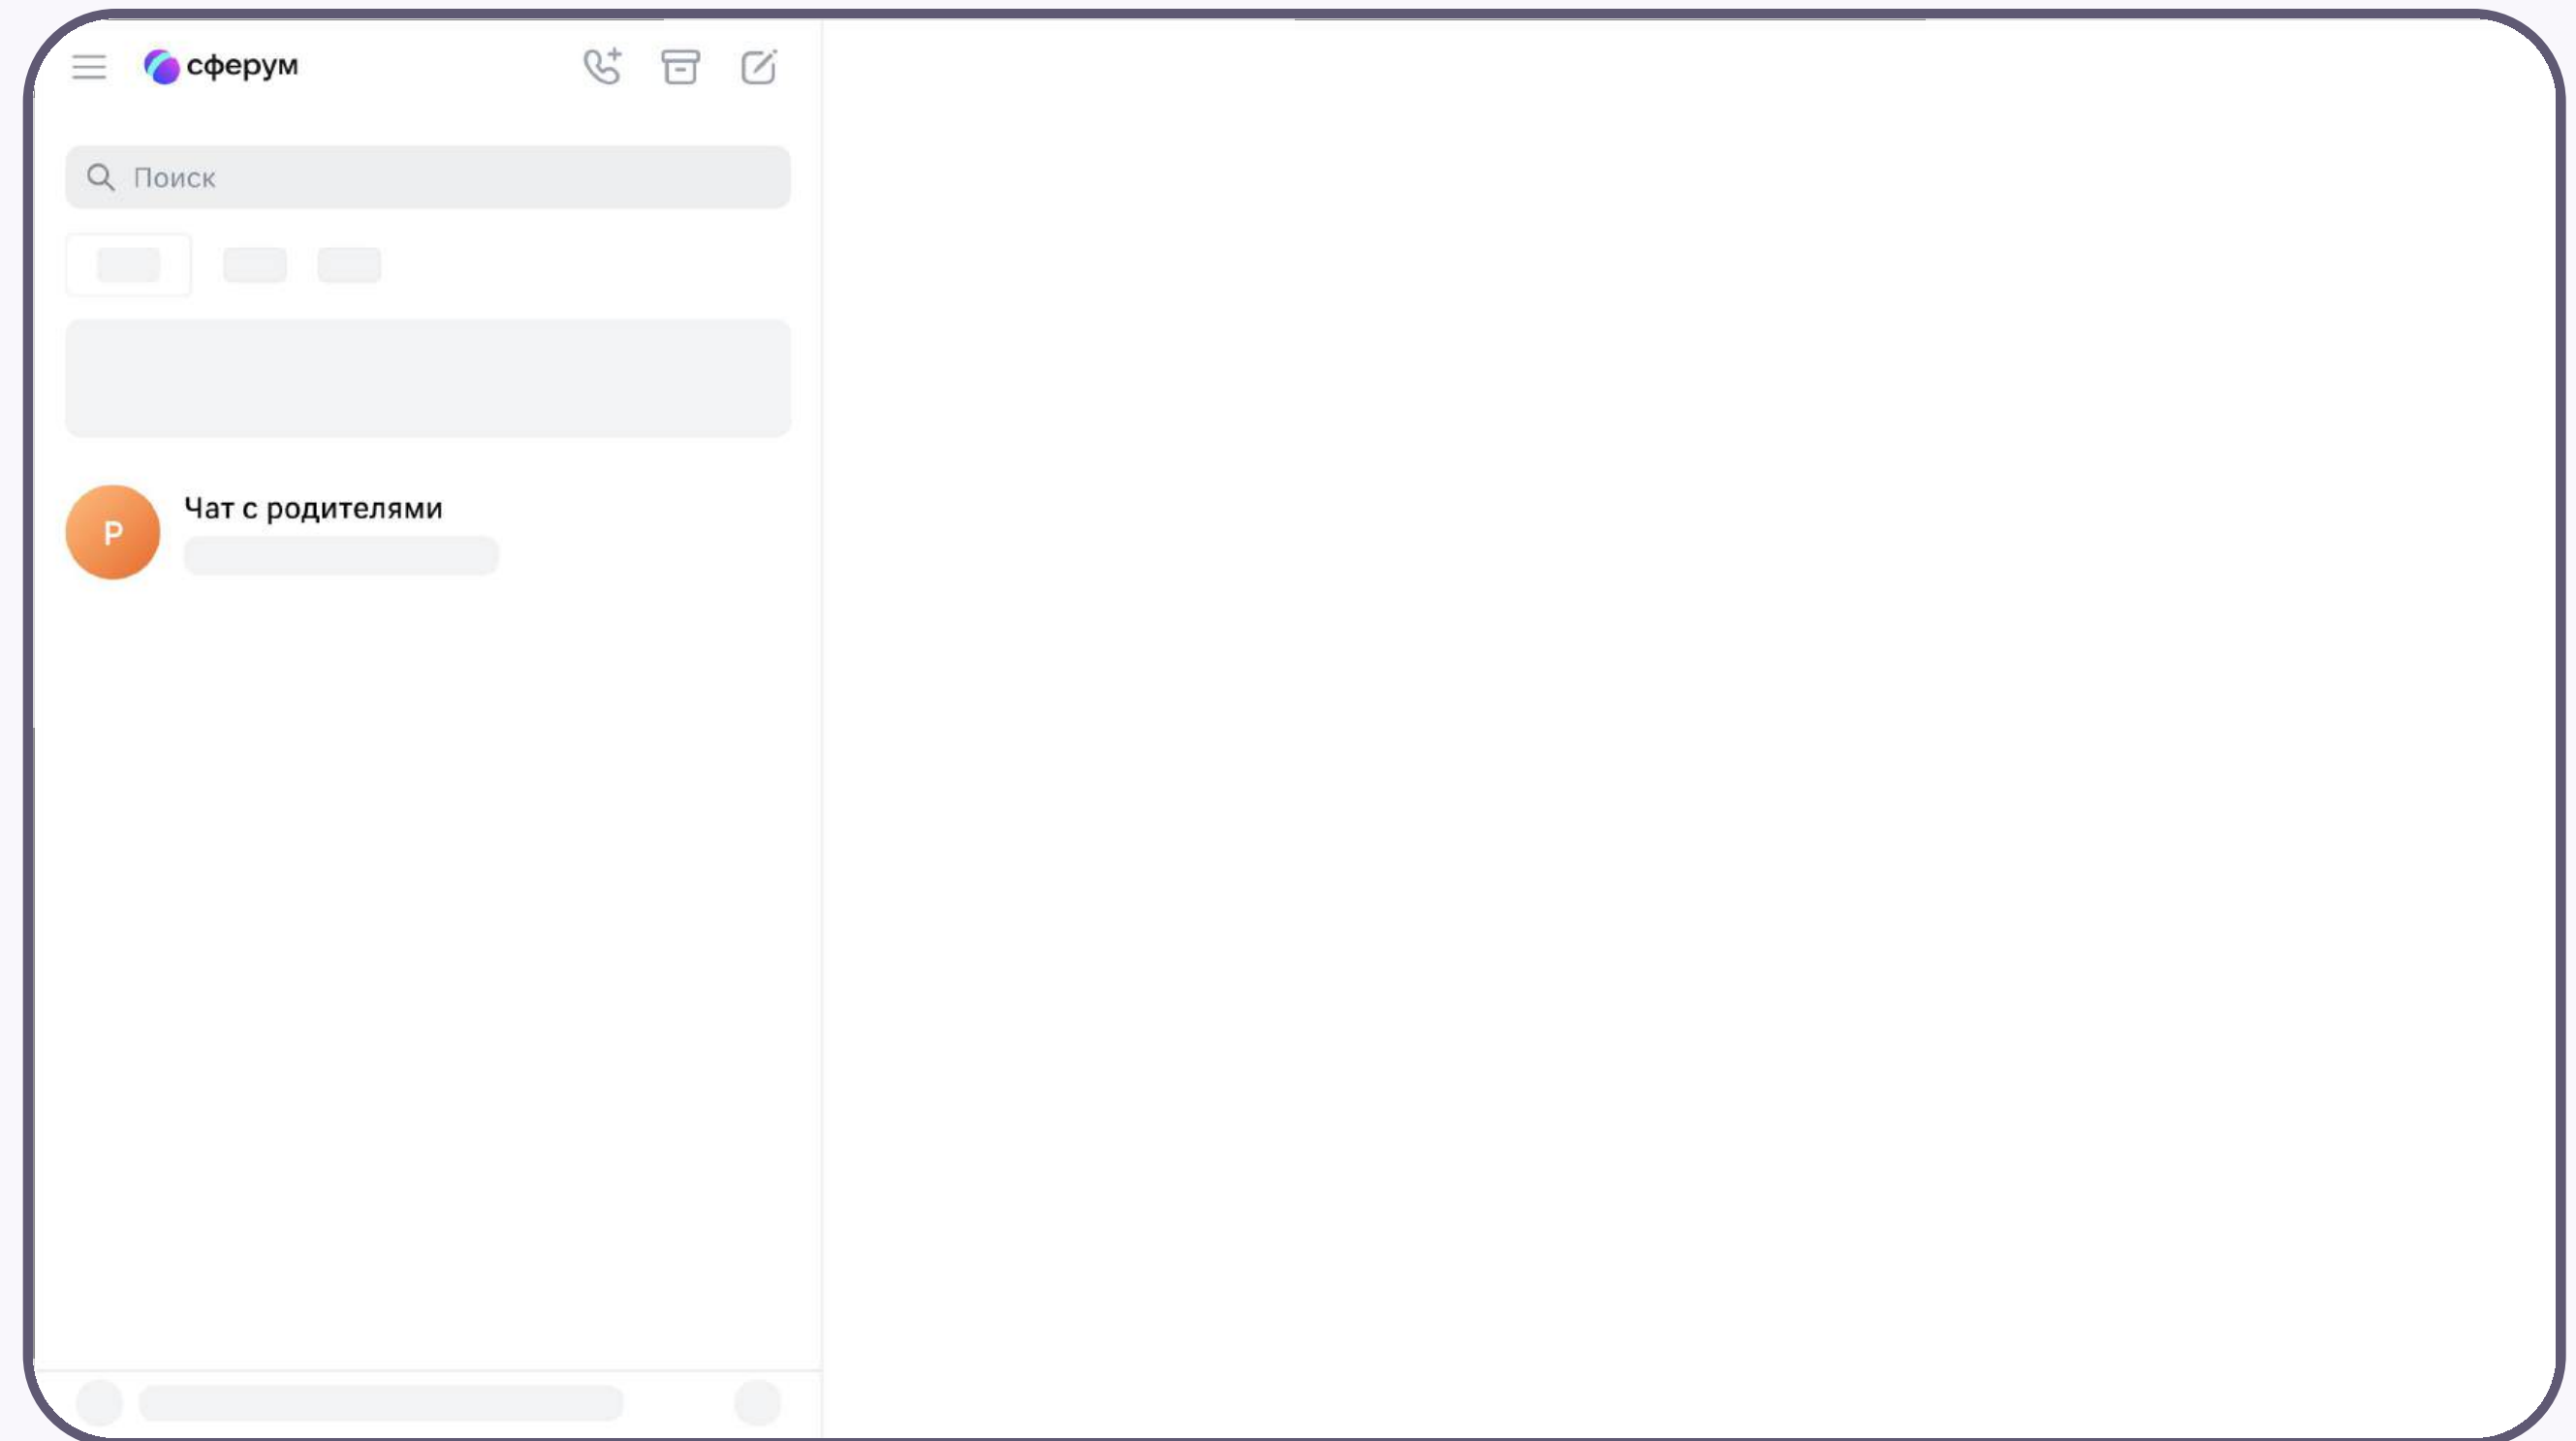 сферум
Поиск
Р
Чат с родителями